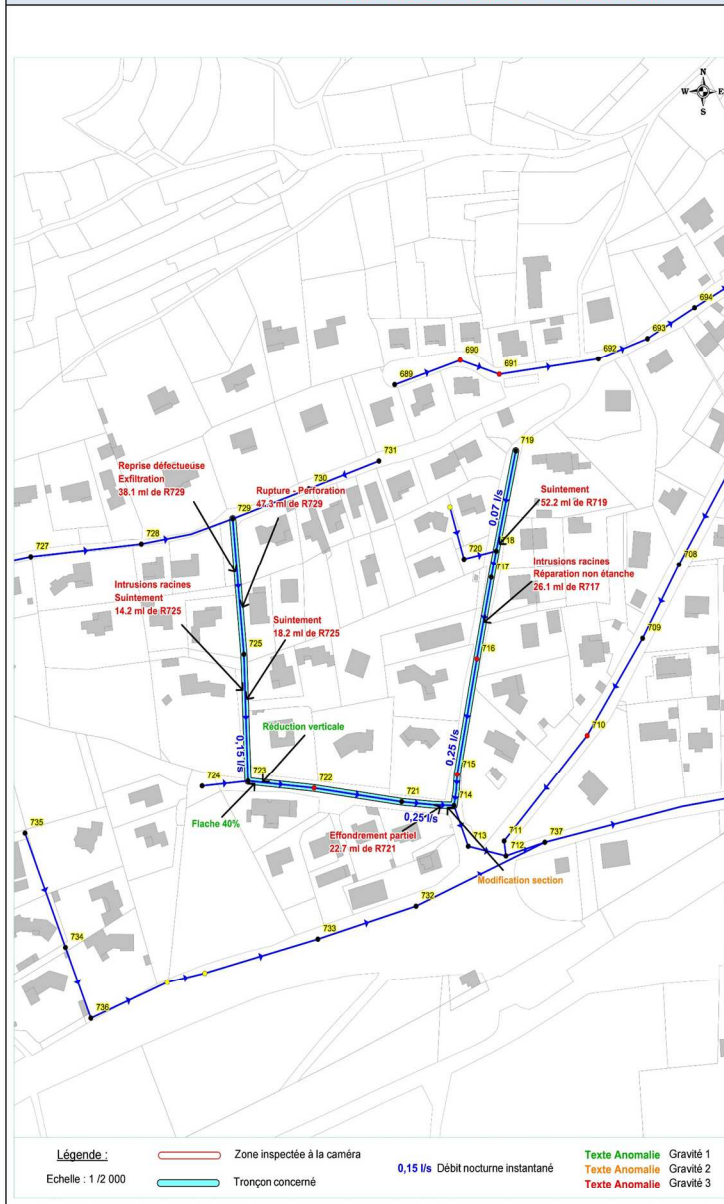 N
W E
S
694
693
692
690
691
689
719
731
730
729
728
727
Reprise défectueuse
Exfiltration
38.1 ml de R729
Rupture - Perforation
47.3 ml de R729
Suintement
52.2 ml de R719
0,07 l/s
720
718
717
708
Intrusions racines
Réparation non étanche
26.1 ml de R717
Intrusions racines
Suintement
14.2 ml de R725
Suintement
18.2 ml de R725
709
725
716
Réduction verticale
710
0,15 l/s
0,25 l/s
724
723
722
715
721
714
0,25 l/s
Flache 40%
Effondrement partiel
22.7 ml de R721
713
711
712
737
735
Modification section
732
733
734
736
Légende :
Echelle : 1 /2 000
Zone inspectée à la caméra
Tronçon concerné
0,15 l/s Débit nocturne instantané
Texte Anomalie Gravité 1
Texte Anomalie Gravité 2
Texte Anomalie Gravité 3